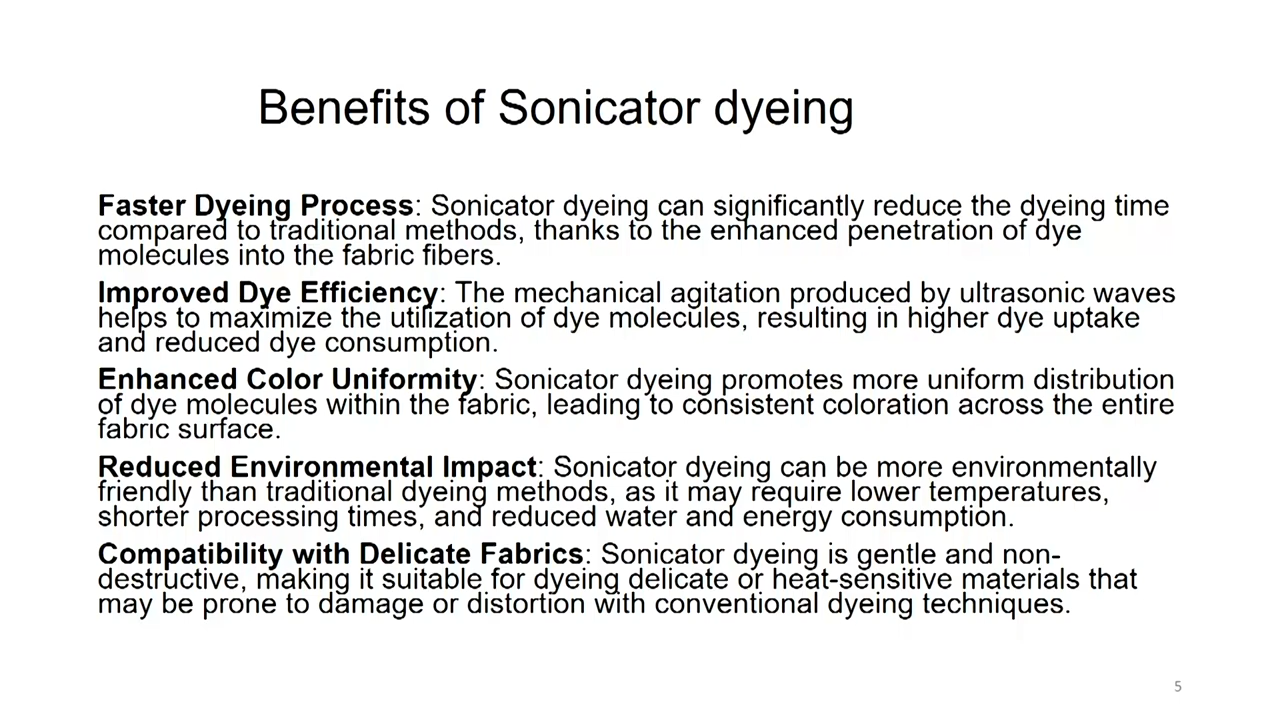 Benefits of Sonicator dyeing
Faster Dyeing Process: Sonicator dyeing can significantly reduce the dyeing time
compared to traditional methods, thanks to the enhanced penetration of dye
molecules into the fabric fibers.
Improved Dye Efficiency: The mechanical agitation produced by ultrasonic waves
helps to maximize the utilization of dye molecules, resulting in higher dye uptake
and reduced dye consumption.
Enhanced Color Uniformity: Sonicator dyeing promotes more uniform distribution
of dye molecules within the fabric, leading to consistent coloration across the entire
fabric surface.
Reduced Environmental Impact: Sonicator dyeing can be more environmentally
friendly than traditional dyeing methods, as it may require lower temperatures,
shorter processing times, and reduced water and energy consumption.
Compatibility with Delicate Fabrics: Sonicator dyeing is gentle and non-
destructive, making it suitable for dyeing delicate or heat-sensitive materials that
may be prone to damage or distortion with conventional dyeing techniques.
5